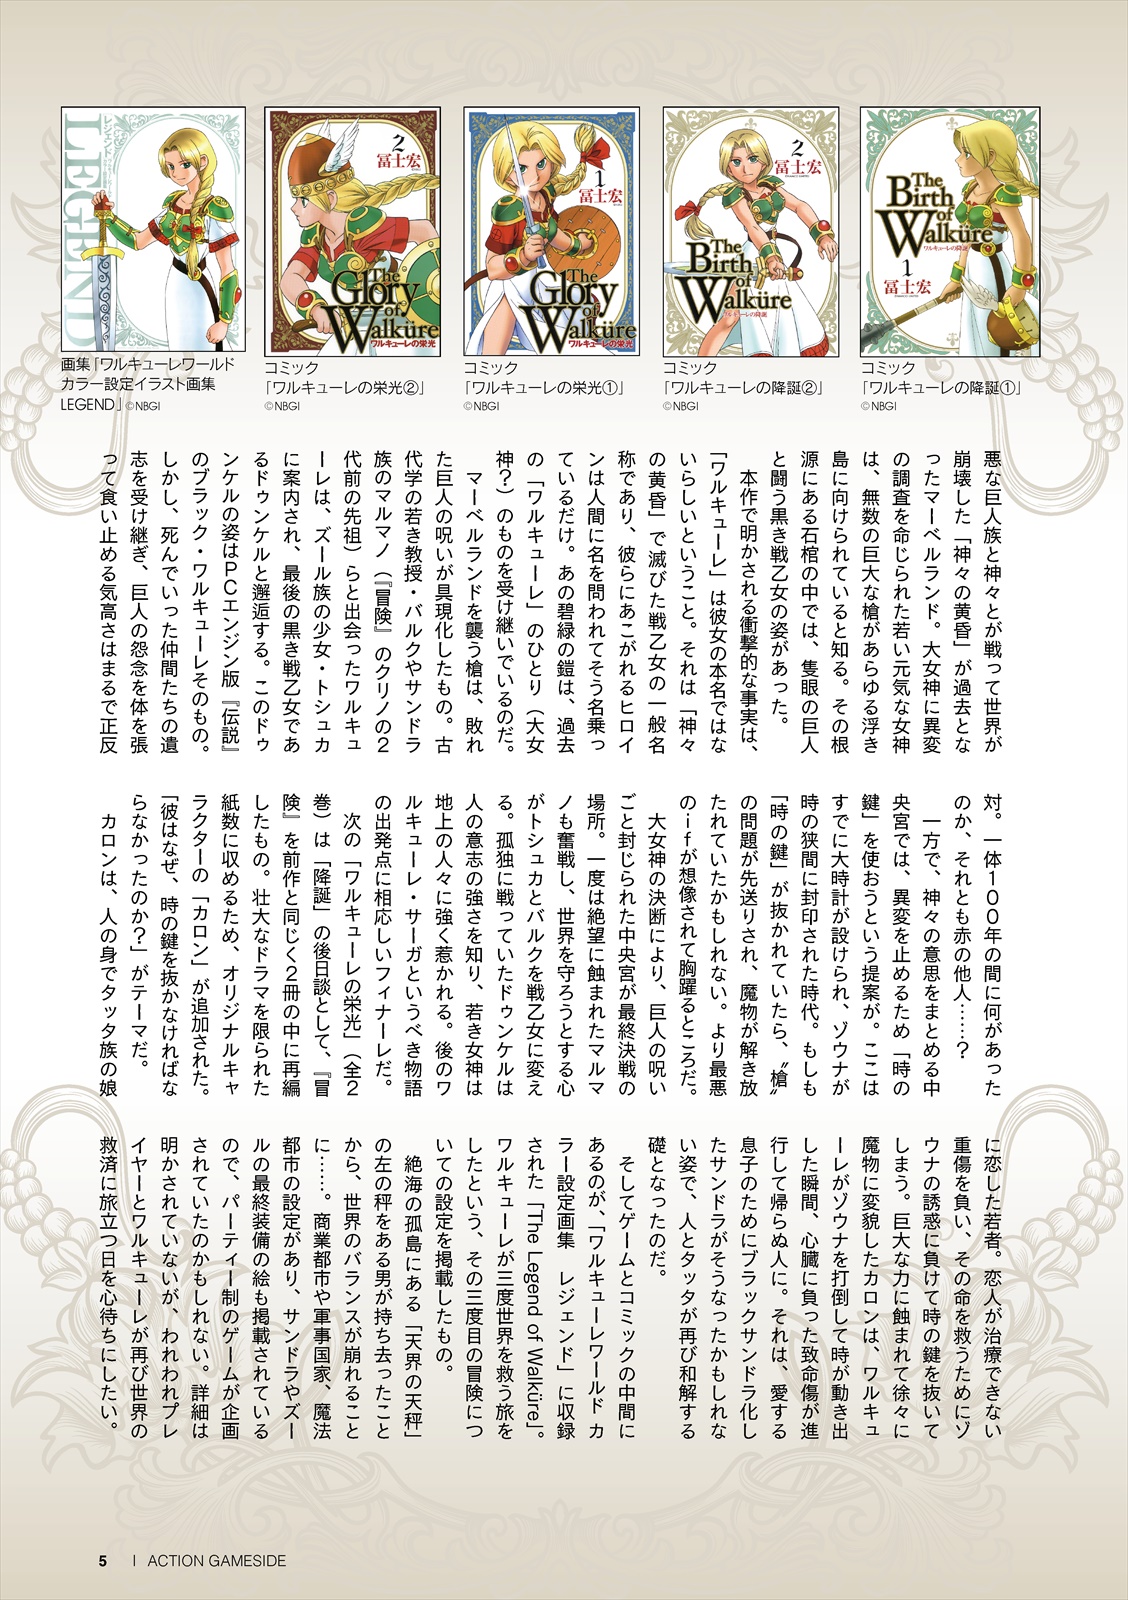 LEGEND
2
冨士宏
The Glory of Walküre
ワルキューレの栄光
1
冨士宏
The Glory of Walküre
ワルキューレの栄光
2
冨士宏
The Birth of Walküre
ワルキューレの降誕
The Birth of Walküre
ワルキューレの降誕
1
冨士宏
画集「ワルキューレワールド
カラー設定イラスト画集
LEGEND」©NBGI
コミック
「ワルキューレの栄光②」
©NBGI
コミック
「ワルキューレの栄光①」
©NBGI
コミック
「ワルキューレの降誕②」
©NBGI
コミック
「ワルキューレの降誕①」
©NBGI
悪な巨人族と神々とが戦って世界が
崩壊した「神々の黄昏」が過去とな
ったマーベルランド。大女神に異変
の調査を命じられた若い元気な女神
は、無数の巨大な槍があらゆる浮き
島に向けられていると知る。その根
源にある石棺の中では、隻眼の巨人
と闘う黒き戦乙女の姿があった。
本作で明かされる衝撃的な事実は、
「ワルキューレ」は彼女の本名ではな
いらしいということ。それは「神々
の黄昏」で滅びた戦乙女の一般名
称であり、彼らにあこがれるヒロイ
ンは人間に名を問われてそう名乗っ
ているだけ。あの碧緑の鎧は、過去
の「ワルキューレ」のひとり（大女
神？）のものを受け継いでいるのだ。
マーベルランドを襲う槍は、敗れ
た巨人の呪いが具現化したもの。古
代学の若き教授・バルクやサンドラ
族のマルマノ（『冒険』のクリノの２
代前の先祖）らと出会ったワルキュ
ーレは、ズール族の少女・トシュカ
に案内され、最後の黒き戦乙女であ
るドゥンケルと邂逅する。このドゥ
ンケルの姿はＰＣエンジン版『伝説』
のブラック・ワルキューレそのもの。
しかし、死んでいった仲間たちの遺
志を受け継ぎ、巨人の怨念を体を張
って食い止める気高さはまるで正反
対。一体１００年の間に何があった
のか、それとも赤の他人……？
一方で、神々の意思をまとめる中
央宮では、異変を止めるため「時の
鍵」を使おうという提案が。ここは
すでに大時計が設けられ、ゾウナが
時の狭間に封印された時代。もしも
「時の鍵」が抜かれていたら、〝槍〟
の問題が先送りされ、魔物が解き放
たれていたかもしれない。より最悪
のｉｆが想像されて胸躍るところだ。
大女神の決断により、巨人の呪い
ごと封じられた中央宮が最終決戦の
場所。一度は絶望に蝕まれたマルマ
ノも奮戦し、世界を守ろうとする心
がトシュカとバルクを戦乙女に変え
る。孤独に戦っていたドゥンケルは
人の意志の強さを知り、若き女神は
地上の人々に強く惹かれる。後のワ
ルキューレ・サーガというべき物語
の出発点に相応しいフィナーレだ。
次の「ワルキューレの栄光」（全２
巻）は「降誕」の後日談として、『冒
険』を前作と同じく２冊の中に再編
したもの。壮大なドラマを限られた
紙数に収めるため、オリジナルキャ
ラクターの「カロン」が追加された。
「彼はなぜ、時の鍵を抜かなければな
らなかったのか？」がテーマだ。
カロンは、人の身でタッタ族の娘
に恋した若者。恋人が治療できない
重傷を負い、その命を救うためにゾ
ウナの誘惑に負けて時の鍵を抜いて
しまう。巨大な力に蝕まれて徐々に
魔物に変貌したカロンは、ワルキュ
ーレがゾウナを打倒して時が動き出
した瞬間、心臓に負った致命傷が進
行して帰らぬ人に。それは、愛する
息子のためにブラックサンドラ化し
たサンドラがそうなったかもしれな
い姿で、人とタッタが再び和解する
礎となったのだ。
そしてゲームとコミックの中間に
あるのが、「ワルキューレワールド カ
ラー設定画集　レジェンド」に収録
された「The Legend of Walküre」。
ワルキューレが三度世界を救う旅を
したという、その三度目の冒険につ
いての設定を掲載したもの。
絶海の孤島にある「天界の天秤」
の左の秤をある男が持ち去ったこと
から、世界のバランスが崩れること
に……。商業都市や軍事国家、魔法
都市の設定があり、サンドラやズー
ルの最終装備の絵も掲載されている
ので、パーティー制のゲームが企画
されていたのかもしれない。詳細は
明かされていないが、われわれプレ
イヤーとワルキューレが再び世界の
救済に旅立つ日を心待ちにしたい。
5 | ACTION GAMESIDE